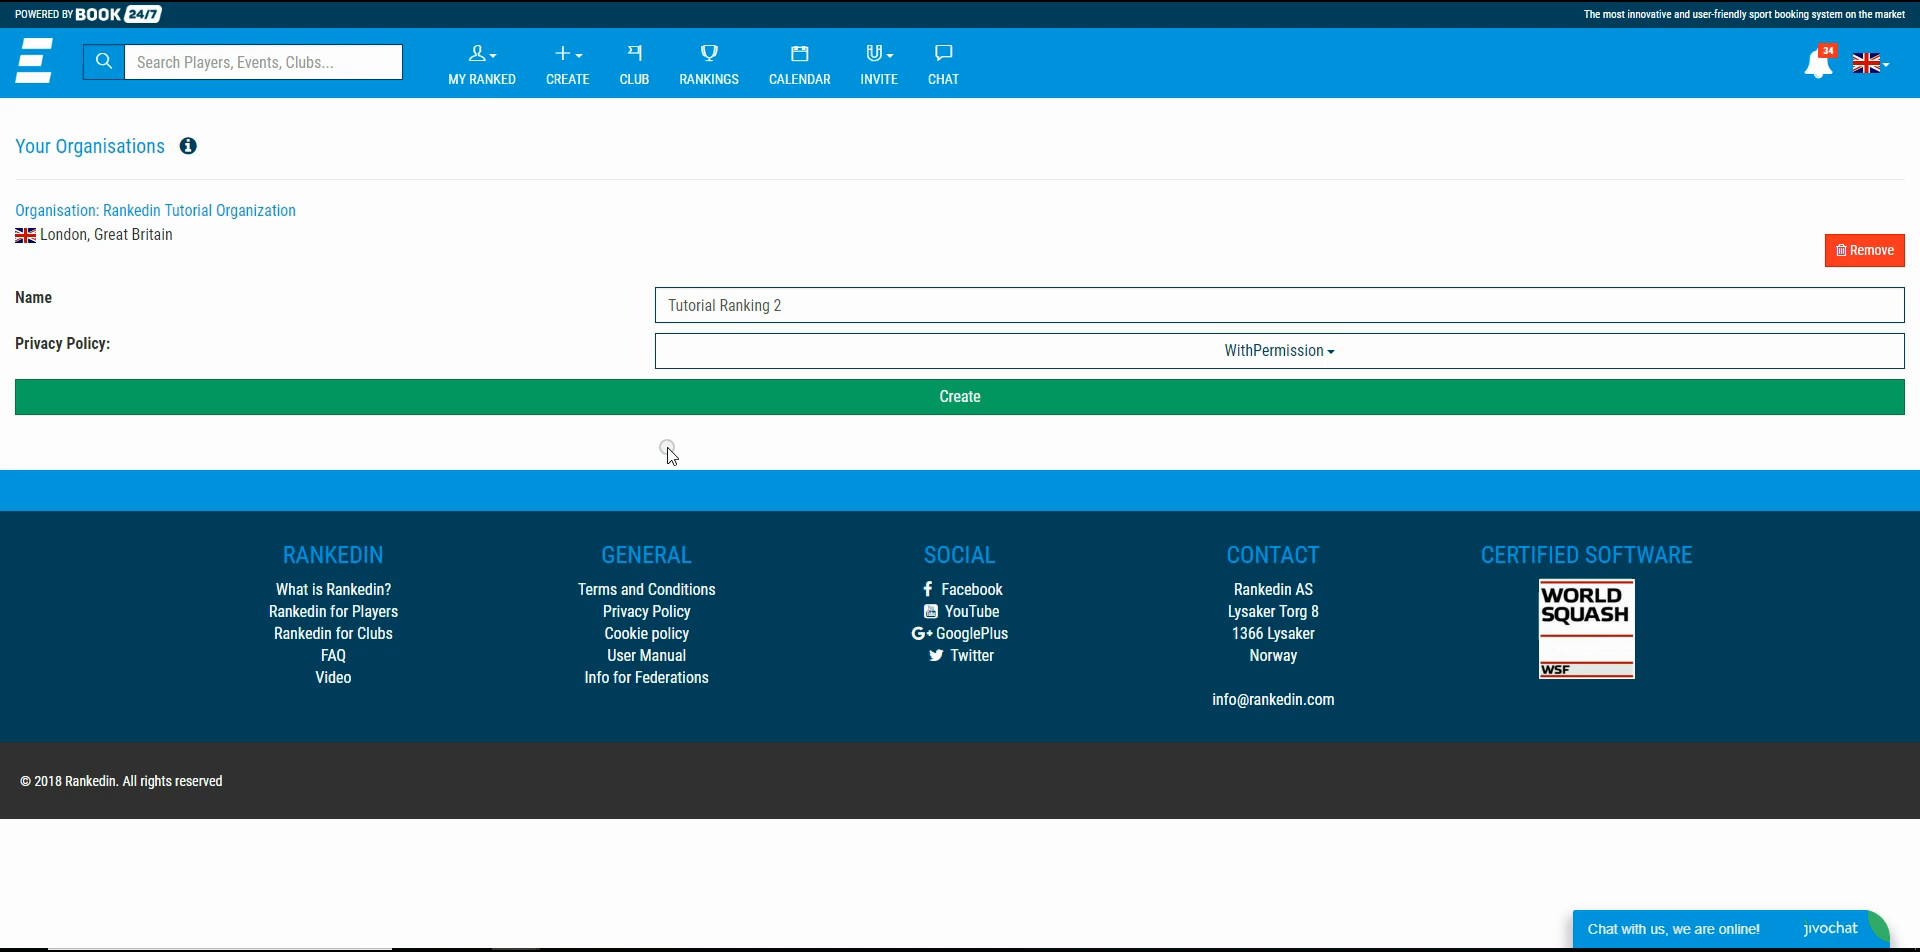 POWERED BY BOOK 24/7
The most innovative and user-friendly sport booking system on the market
Search Players, Events, Clubs...
MY RANKED
CREATE
CLUB
RANKINGS
CALENDAR
INVITE
CHAT
34
Your Organisations
Organisation: Rankedin Tutorial Organization
London, Great Britain
Remove
Name
Tutorial Ranking 2
Privacy Policy:
WithPermission
Create
RANKEDIN
What is Rankedin?
Rankedin for Players
Rankedin for Clubs
FAQ
Video
GENERAL
Terms and Conditions
Privacy Policy
Cookie policy
User Manual
Info for Federations
SOCIAL
Facebook
YouTube
G+ GooglePlus
Twitter
CONTACT
Rankedin AS
Lysaker Torg 8
1366 Lysaker
Norway
info@rankedin.com
CERTIFIED SOFTWARE
WORLD
SQUASH
WSF
© 2018 Rankedin. All rights reserved
Chat with us, we are online!
jivochat